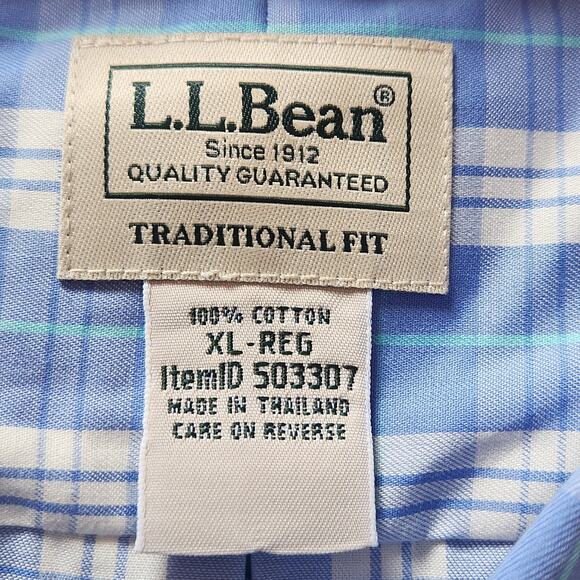 L.L.Bean®
Since 1912
QUALITY GUARANTEED
TRADITIONAL FIT
100% COTTON
XL-REG
ItemID 503307
MADE IN THAILAND
CARE ON REVERSE